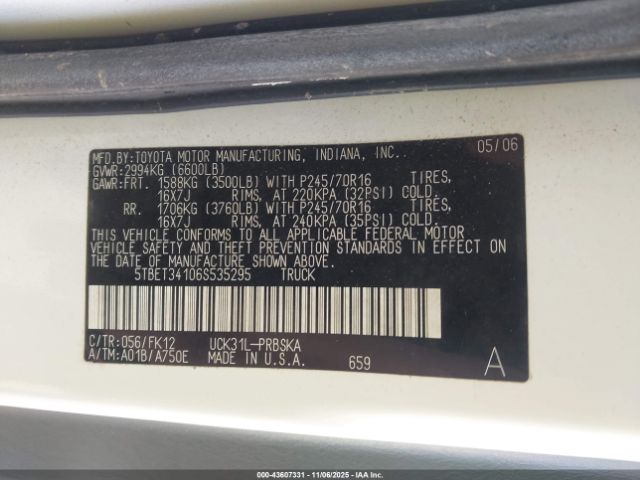 MFD.BY:TOYOTA MOTOR MANUFACTURING, INDIANA, INC.. 05/06
GVWR:2994KG (6600LB)
GAWR:FRT. 1588KG (3500LB) WITH P245/70R16 TIRES,
16X7J RIMS, AT 220KPA (32PSI) COLD.
RR. 1706KG (3760LB) WITH P245/70R16 TIRES,
16X7J RIMS, AT 240KPA (35PSI) COLD.
THIS VEHICLE CONFORMS TO ALL APPLICABLE FEDERAL MOTOR
VEHICLE SAFETY AND THEFT PREVENTION STANDARDS IN EFFECT ON
THE DATE OF MANUFACTURE SHOWN ABOVE.
5TBET34106S535295 TRUCK
C/TR:056/FK12 UCK31L-PRBSKA
A/TM:A01B/A750E MADE IN U.S.A. 659 A
000-43607331 - 11/06/2025 - COPART.COM